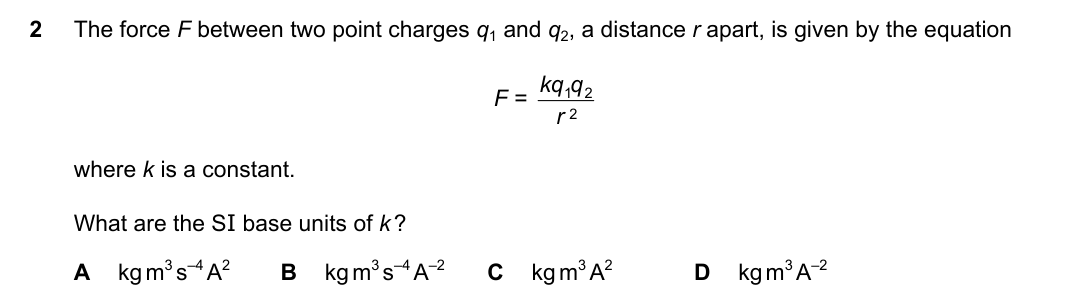 2 The force F between two point charges q₁ and q₂, a distance r apart, is given by the equation
F = kq₁q₂ / r²
where k is a constant.
What are the SI base units of k?
A kg m³ s⁻⁴ A² B kg m³ s⁻⁴ A⁻² C kg m³ A² D kg m³ A⁻²